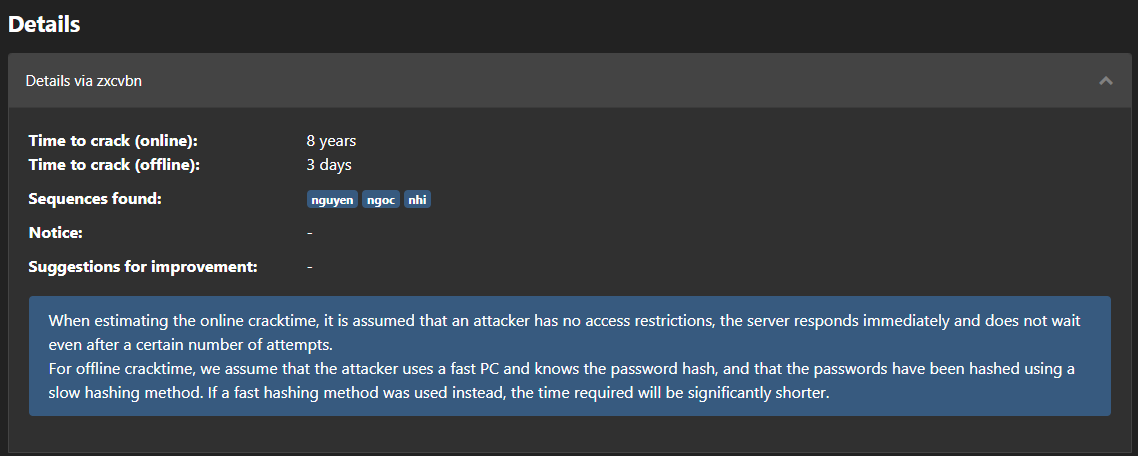 Details
Details via zxcvbn
Time to crack (online): 8 years
Time to crack (offline): 3 days
Sequences found: nguyen ngoc nhi
Notice: -
Suggestions for improvement: -
When estimating the online cracktime, it is assumed that an attacker has no access restrictions, the server responds immediately and does not wait
even after a certain number of attempts.
For offline cracktime, we assume that the attacker uses a fast PC and knows the password hash, and that the passwords have been hashed using a
slow hashing method. If a fast hashing method was used instead, the time required will be significantly shorter.